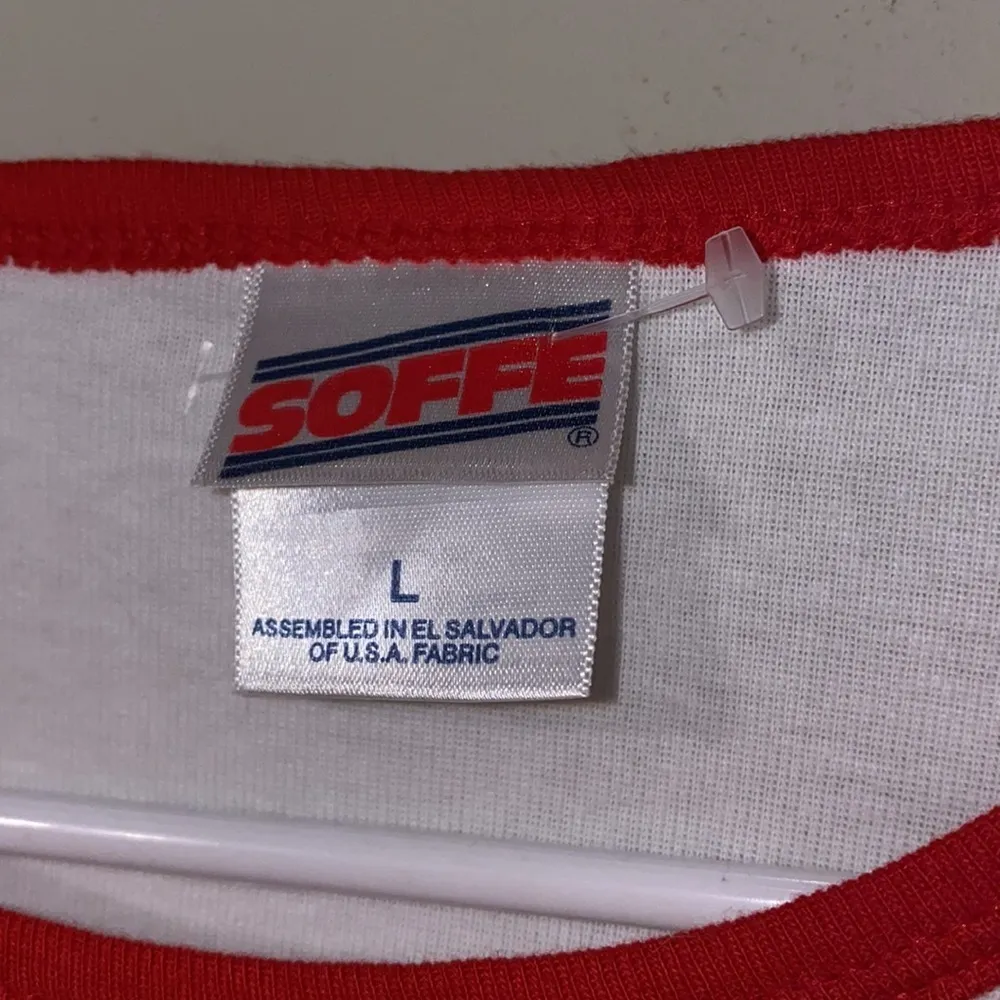 SOFFE
®
L
ASSEMBLED IN EL SALVADOR
OF U.S.A. FABRIC